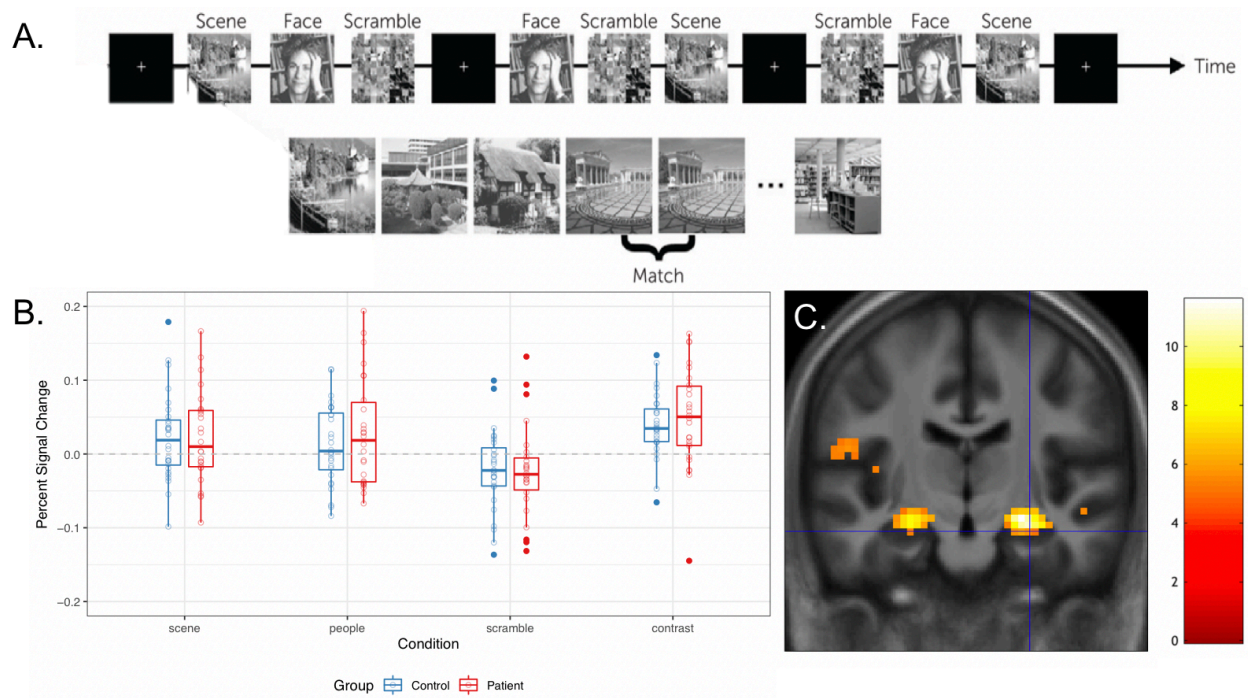 A.
Scene Face Scramble Face Scramble Scene Scramble Face Scene
Time
...
Match
B.
0.2
0.1
0.0
−0.1
−0.2
Percent Signal Change
scene people scramble contrast
Condition
Group Control Patient
C.
10
8
6
4
2
0